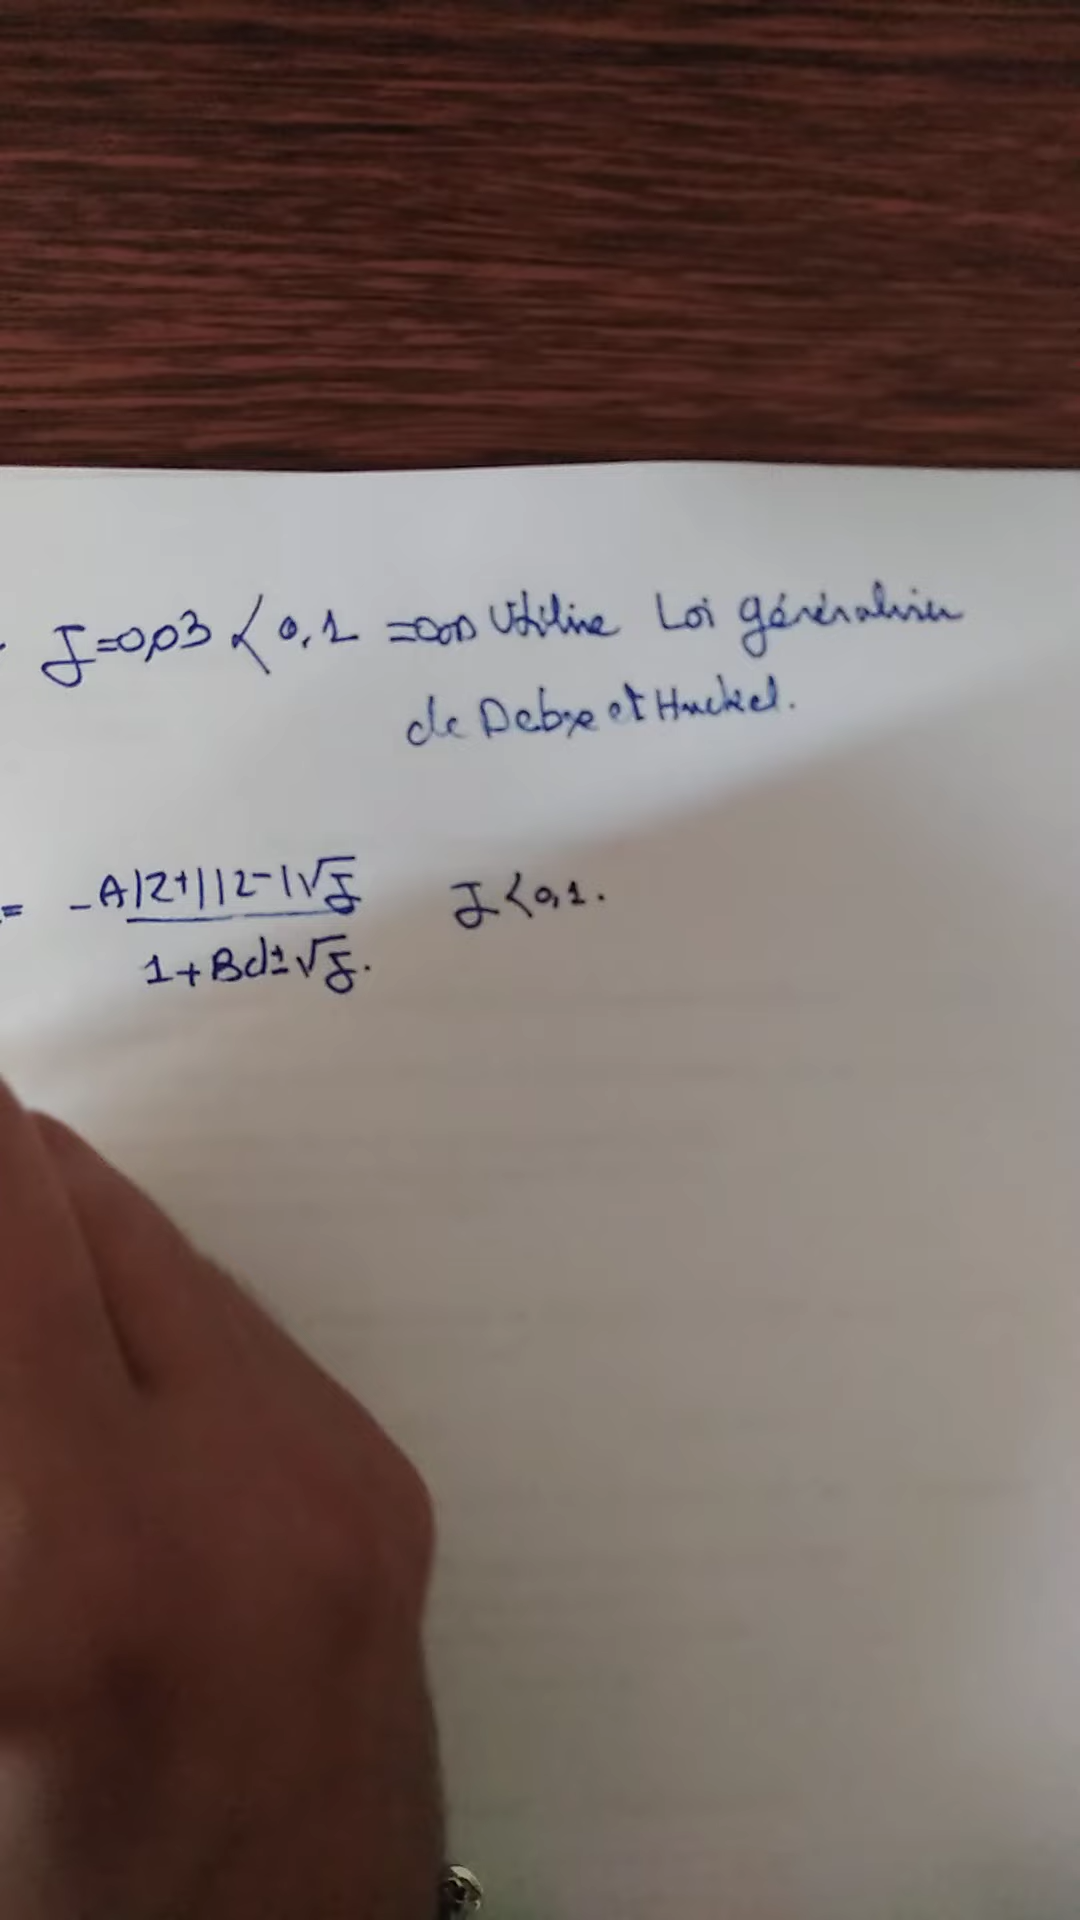 J=0,03 < 0,1 => on Utilise Loi généralisée
de Debye et Huckel.
= -A|Z+||Z-|√J J<0,1.
1+Bd±√J.